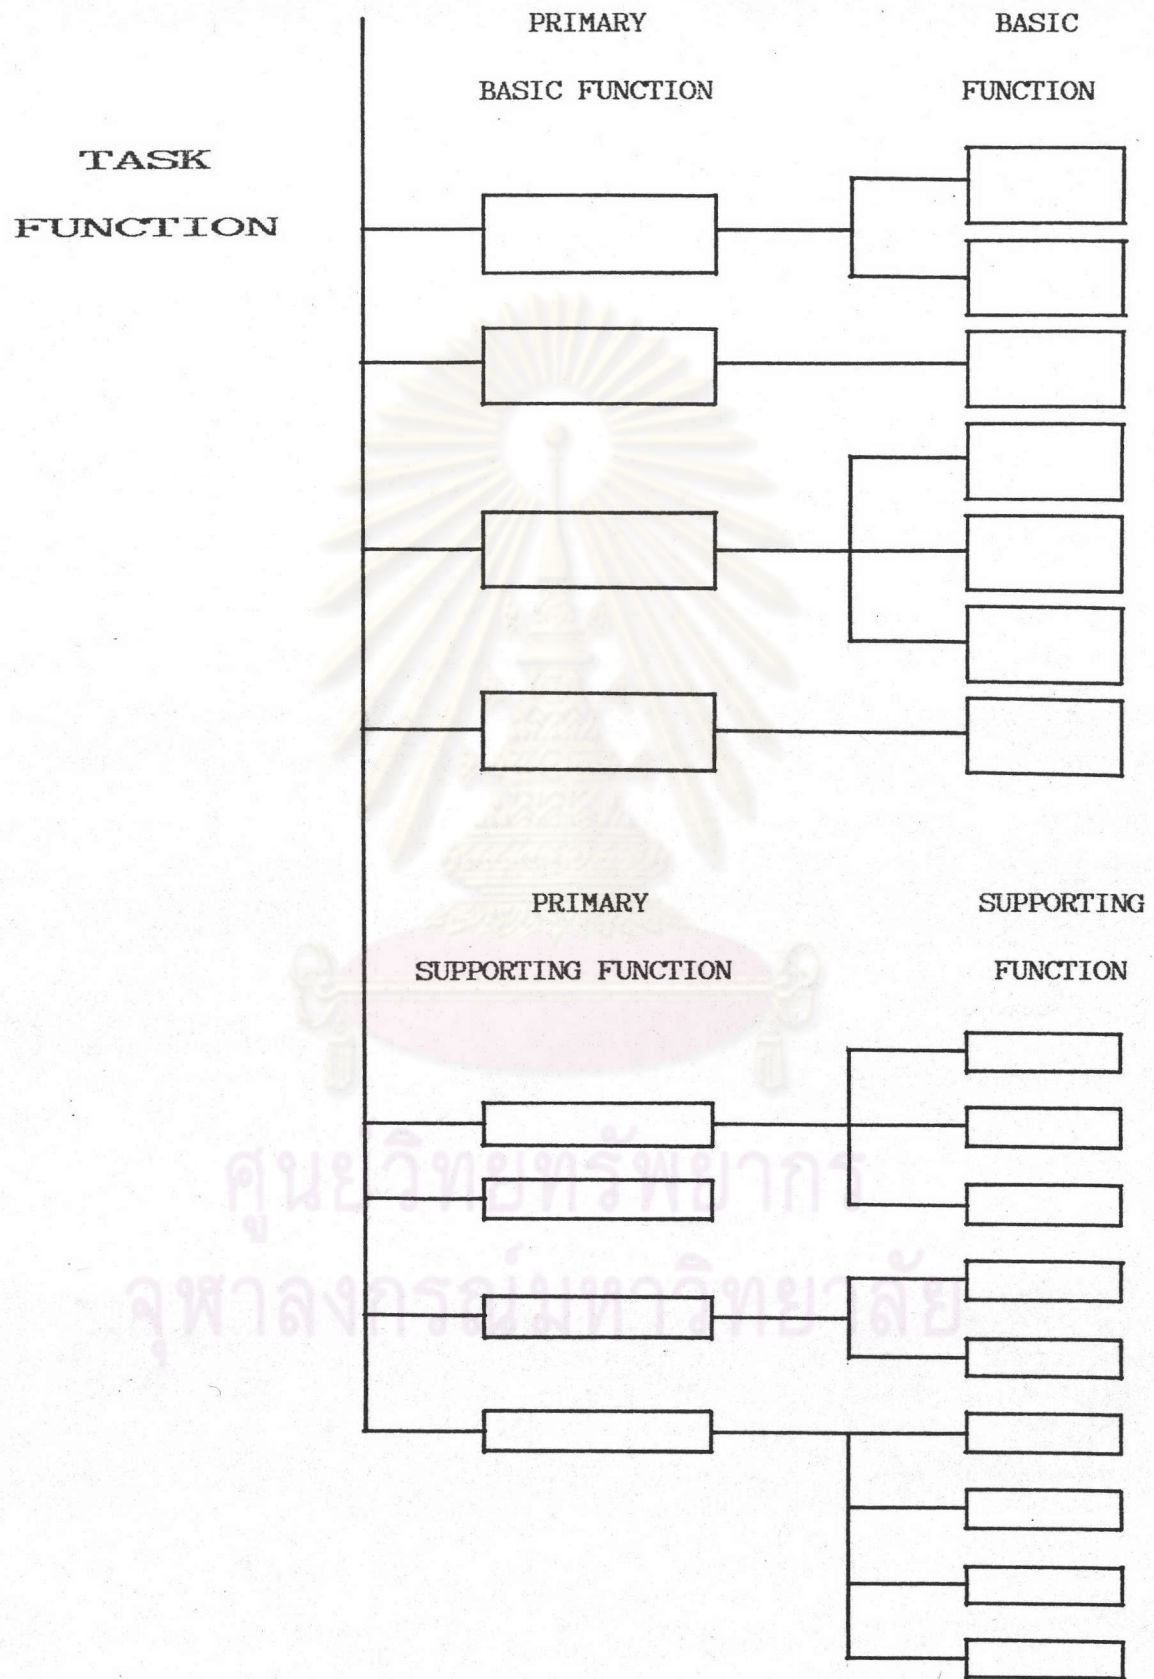 PRIMARY
BASIC FUNCTION
BASIC
FUNCTION
TASK
FUNCTION
PRIMARY
SUPPORTING FUNCTION
SUPPORTING
FUNCTION
ศูนย์วิทยทรัพยากร
จุฬาลงกรณ์มหาวิทยาลัย